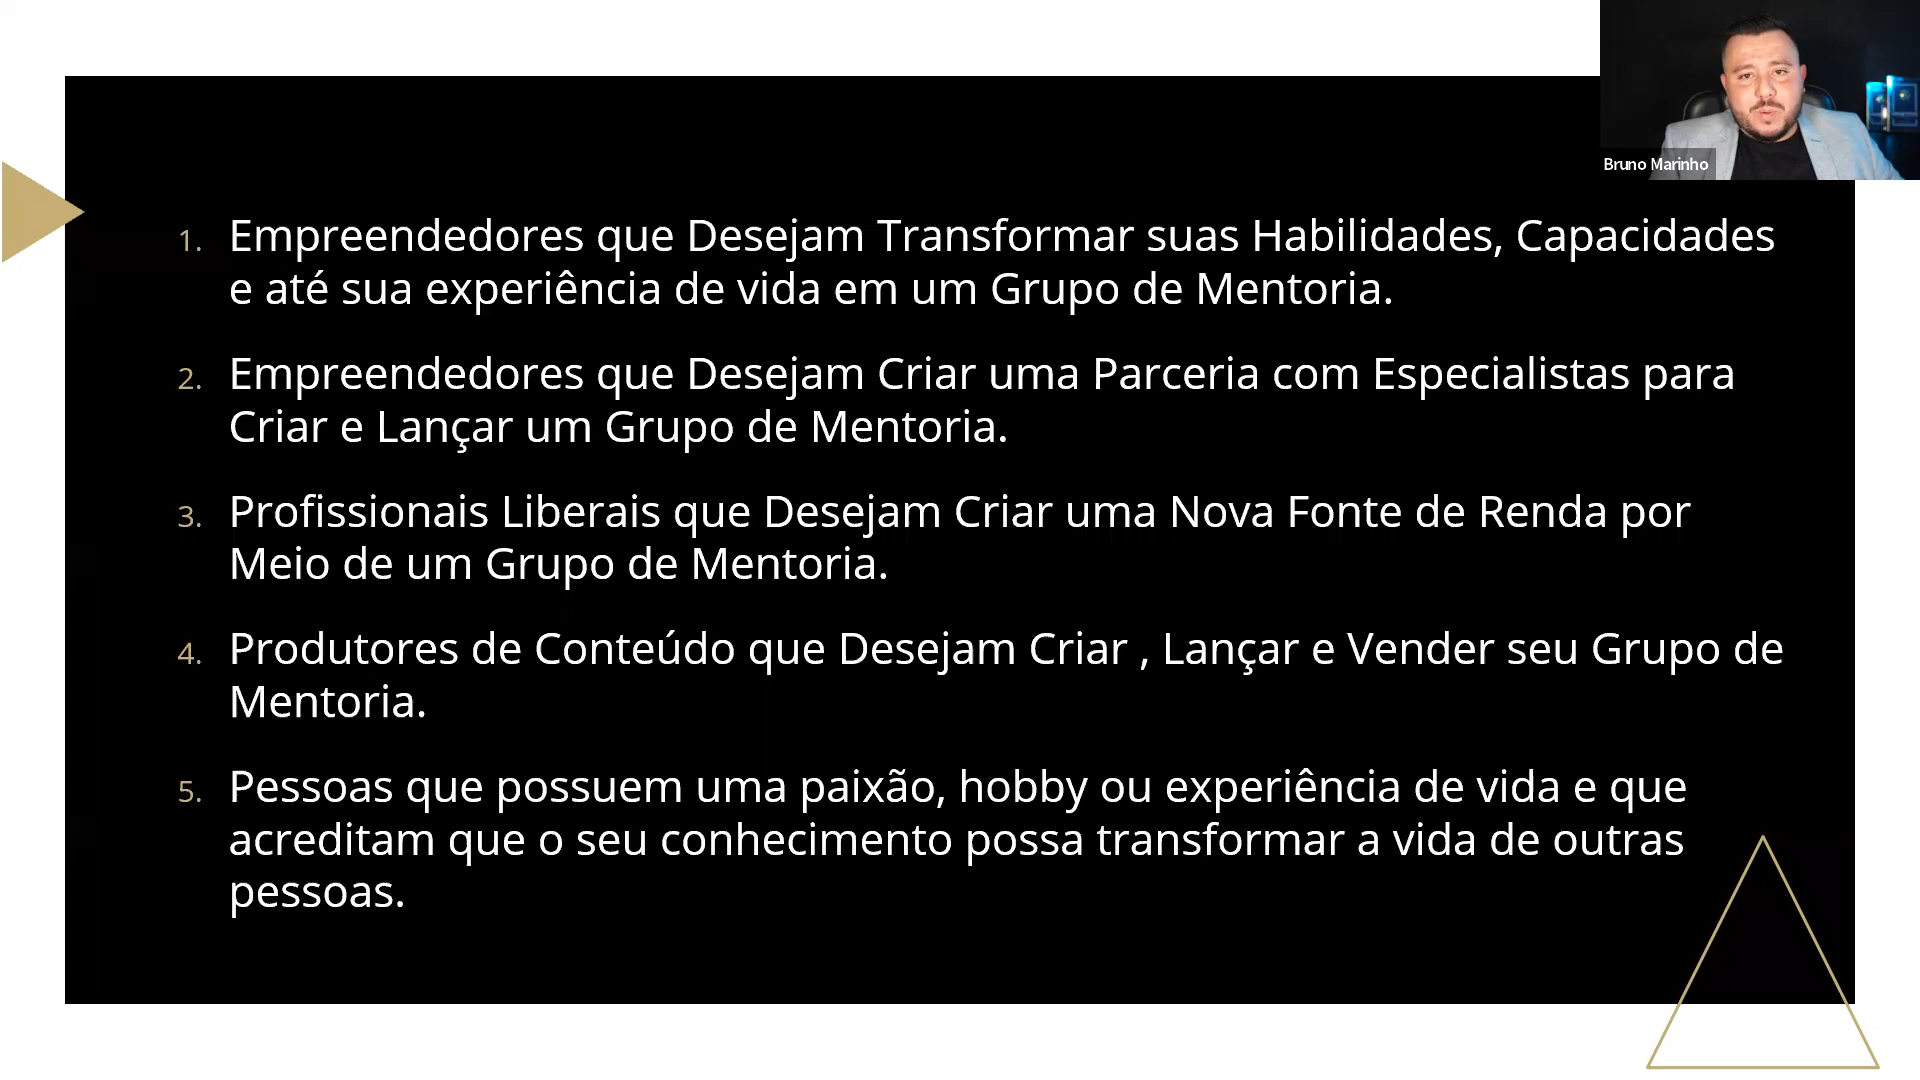 Bruno Marinho
1. Empreendedores que Desejam Transformar suas Habilidades, Capacidades
e até sua experiência de vida em um Grupo de Mentoria.
2. Empreendedores que Desejam Criar uma Parceria com Especialistas para
Criar e Lançar um Grupo de Mentoria.
3. Profissionais Liberais que Desejam Criar uma Nova Fonte de Renda por
Meio de um Grupo de Mentoria.
4. Produtores de Conteúdo que Desejam Criar , Lançar e Vender seu Grupo de
Mentoria.
5. Pessoas que possuem uma paixão, hobby ou experiência de vida e que
acreditam que o seu conhecimento possa transformar a vida de outras
pessoas.